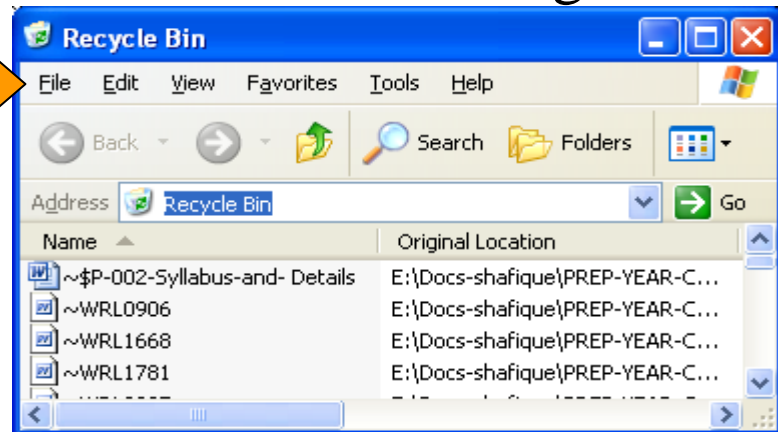 Recycle Bin
File Edit View Favorites Tools Help
Back Search Folders
Address Recycle Bin Go
Name Original Location
~$P-002-Syllabus-and- Details E:\Docs-shafique\PREP-YEAR-C...
~WRL0906 E:\Docs-shafique\PREP-YEAR-C...
~WRL1668 E:\Docs-shafique\PREP-YEAR-C...
~WRL1781 E:\Docs-shafique\PREP-YEAR-C...